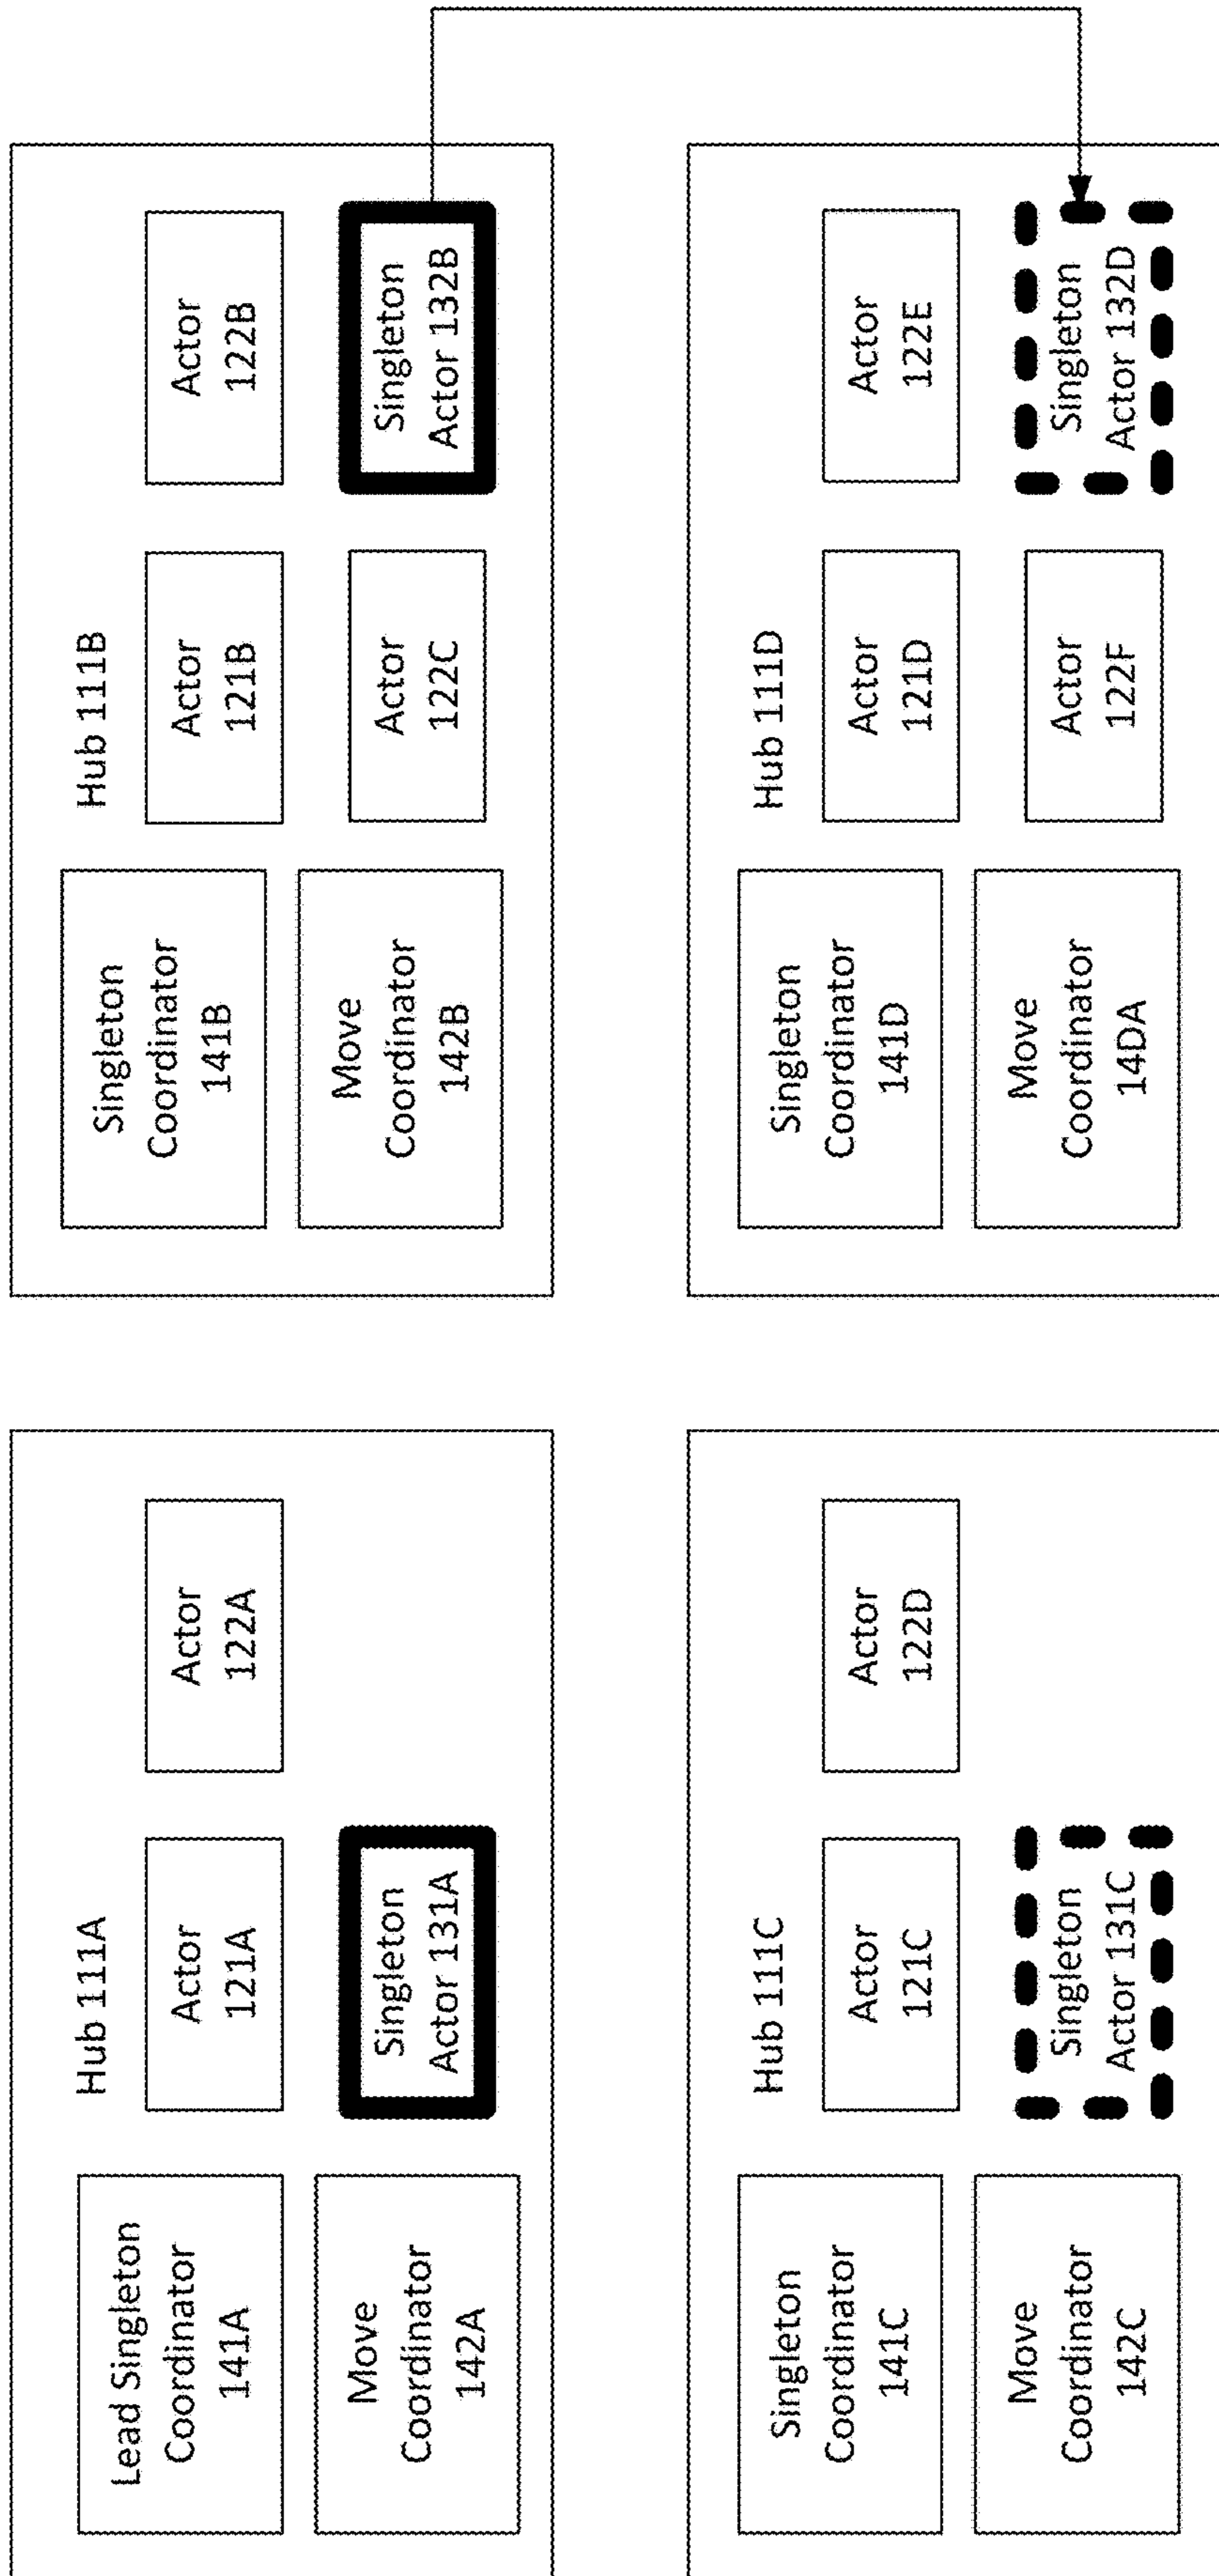 Hub 111A
Lead Singleton
Coordinator
141A
Actor
121A
Actor
122A
Move
Coordinator
142A
Singleton
Actor 131A
Hub 111B
Singleton
Coordinator
141B
Actor
121B
Actor
122B
Move
Coordinator
142B
Actor
122C
Singleton
Actor 132B
Hub 111C
Singleton
Coordinator
141C
Actor
121C
Actor
122D
Move
Coordinator
142C
Singleton
Actor 131C
Hub 111D
Singleton
Coordinator
141D
Actor
121D
Actor
122E
Move
Coordinator
14DA
Actor
122F
Singleton
Actor 132D